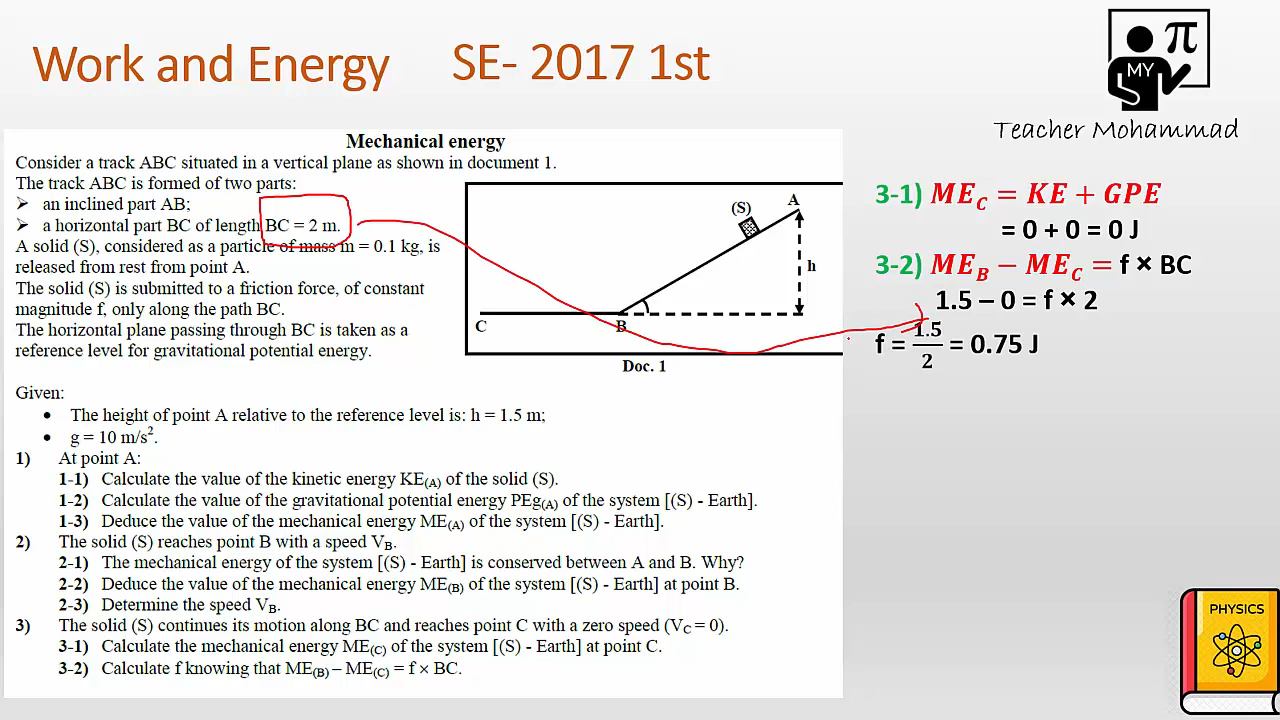 Work and Energy SE- 2017 1st
MY π
Teacher Mohammad
Mechanical energy
Consider a track ABC situated in a vertical plane as shown in document 1.
The track ABC is formed of two parts:
➢ an inclined part AB;
➢ a horizontal part BC of length BC = 2 m.
A solid (S), considered as a particle of mass m = 0.1 kg, is
released from rest from point A.
The solid (S) is submitted to a friction force, of constant
magnitude f, only along the path BC.
The horizontal plane passing through BC is taken as a
reference level for gravitational potential energy.
(S) A
h
C B
Doc. 1
Given:
• The height of point A relative to the reference level is: h = 1.5 m;
• g = 10 m/s².
1) At point A:
1-1) Calculate the value of the kinetic energy KE(A) of the solid (S).
1-2) Calculate the value of the gravitational potential energy PEg(A) of the system [(S) - Earth].
1-3) Deduce the value of the mechanical energy ME(A) of the system [(S) - Earth].
2) The solid (S) reaches point B with a speed VB.
2-1) The mechanical energy of the system [(S) - Earth] is conserved between A and B. Why?
2-2) Deduce the value of the mechanical energy ME(B) of the system [(S) - Earth] at point B.
2-3) Determine the speed VB.
3) The solid (S) continues its motion along BC and reaches point C with a zero speed (VC = 0).
3-1) Calculate the mechanical energy ME(C) of the system [(S) - Earth] at point C.
3-2) Calculate f knowing that ME(B) – ME(C) = f × BC.
3-1) MEC = KE + GPE
= 0 + 0 = 0 J
3-2) MEB − MEC = f × BC
1.5 – 0 = f × 2
f = 1.5/2 = 0.75 J
PHYSICS